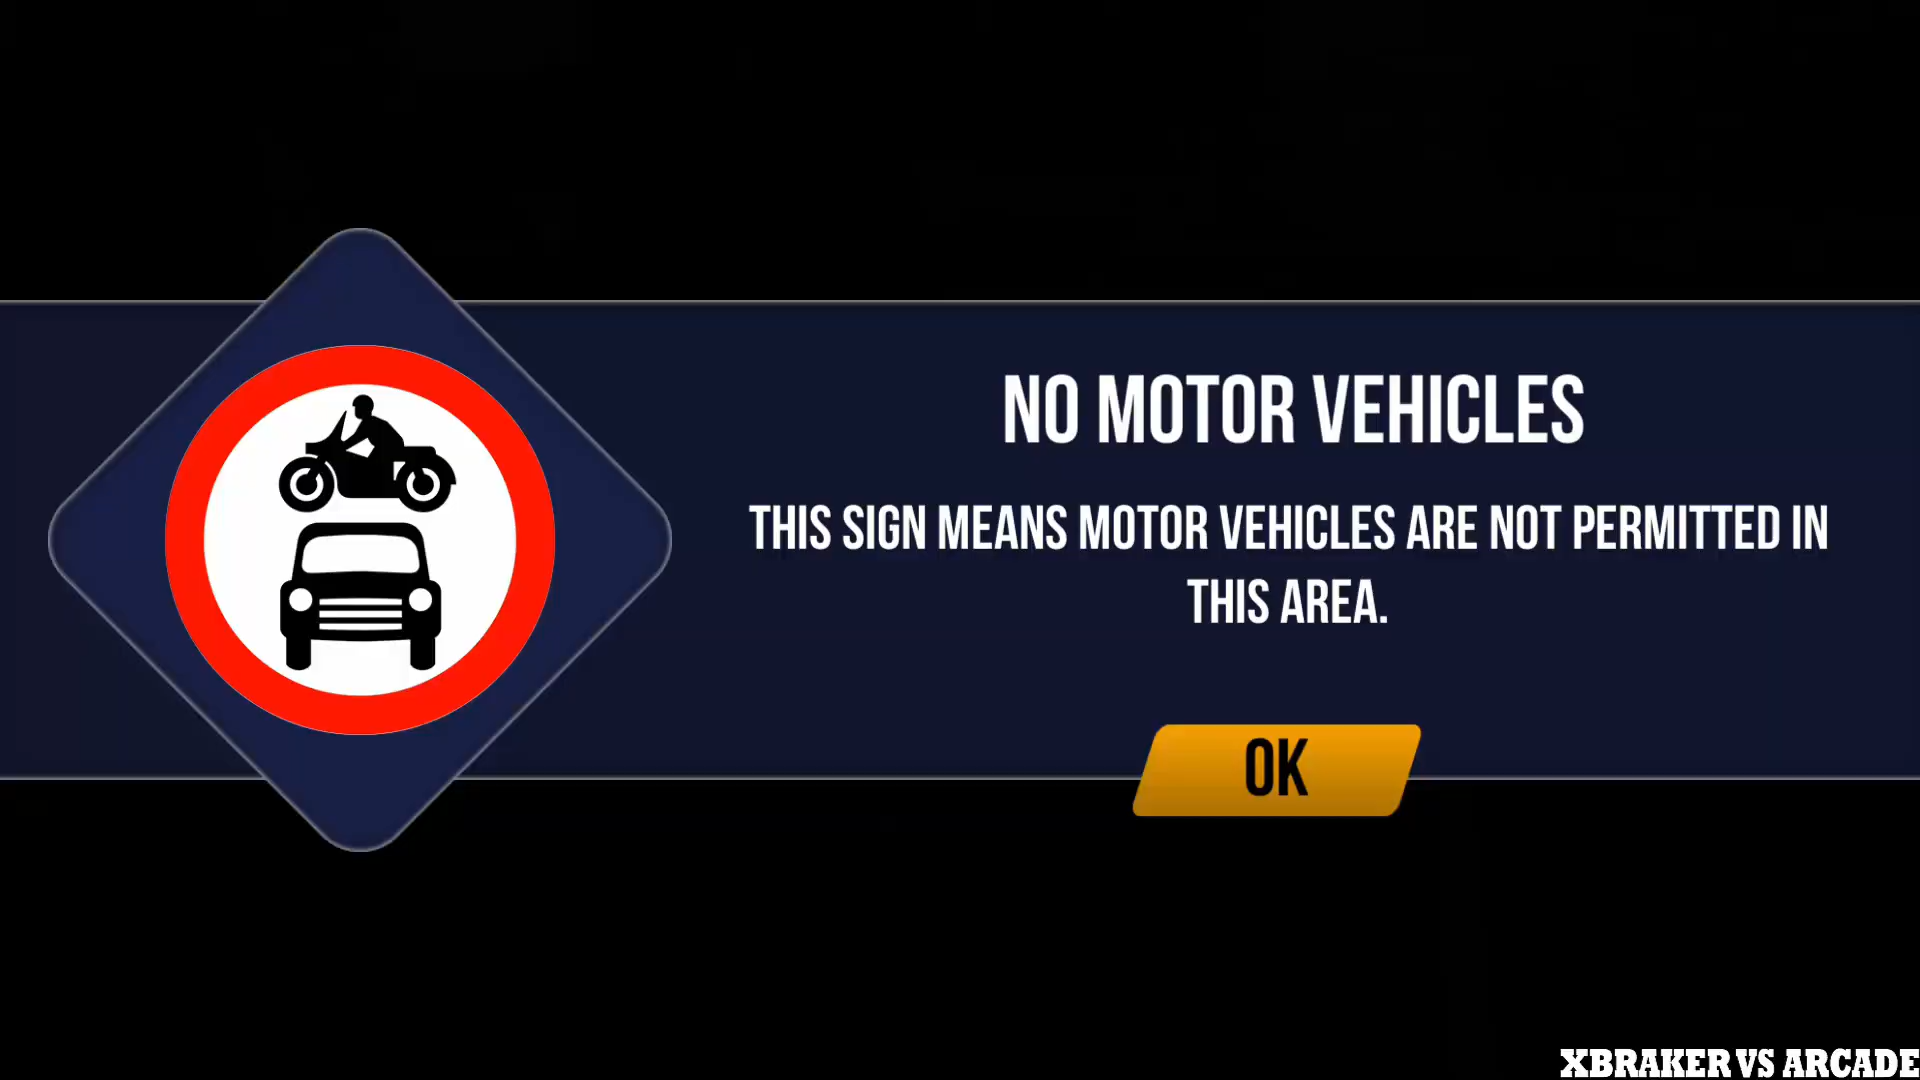 NO MOTOR VEHICLES
THIS SIGN MEANS MOTOR VEHICLES ARE NOT PERMITTED IN
THIS AREA.
OK
XBRAKER VS ARCADE